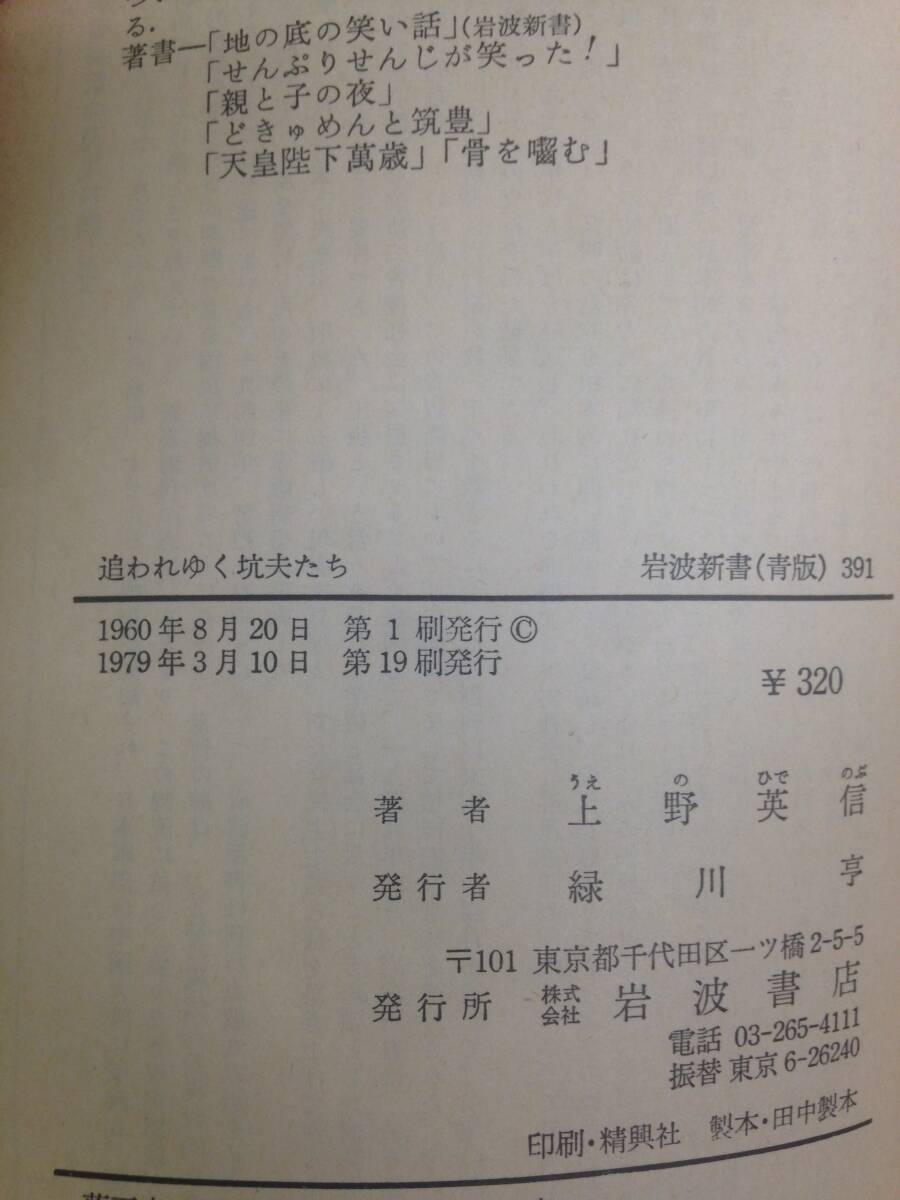 る.
著書―「地の底の笑い話」(岩波新書)
「せんぷりせんじが笑った!」
「親と子の夜」
「どきゅめんと筑豊」
「天皇陛下萬歳」「骨を嚙む」
追われゆく坑夫たち 岩波新書(青版) 391
1960年8月20日 第1刷発行 ©
1979年3月10日 第19刷発行
¥320
うえ の ひで のぶ
著者 上野英信
発行者 緑川亨
〒101 東京都千代田区一ツ橋2-5-5
発行所 株式会社 岩波書店
電話 03-265-4111
振替 東京6-26240
印刷・精興社 製本・田中製本